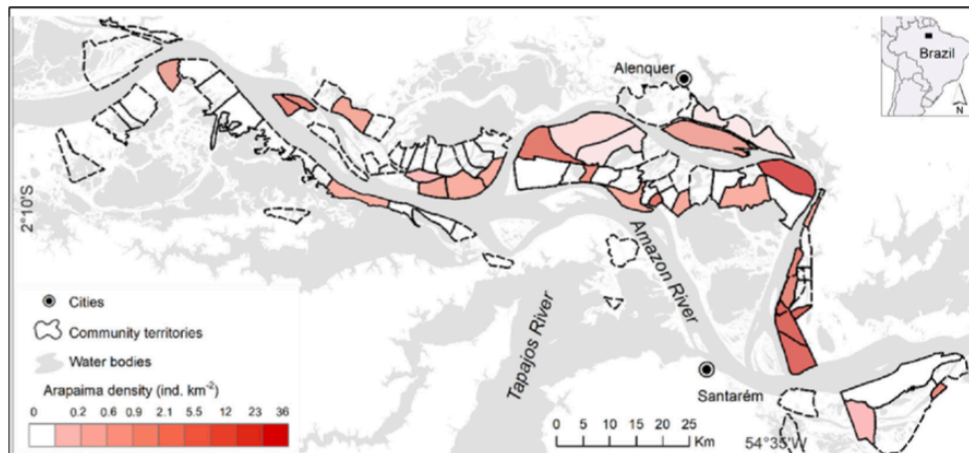 Alenquer
Brazil
N
2°10'S
Amazon River
Tapajos River
Santarém
54°35'W
Cities
Community territories
Water bodies
Arapaima density (ind. km-2)
0 0.2 0.6 0.9 2.1 5.5 12 23 36
0 5 10 15 20 25
Km